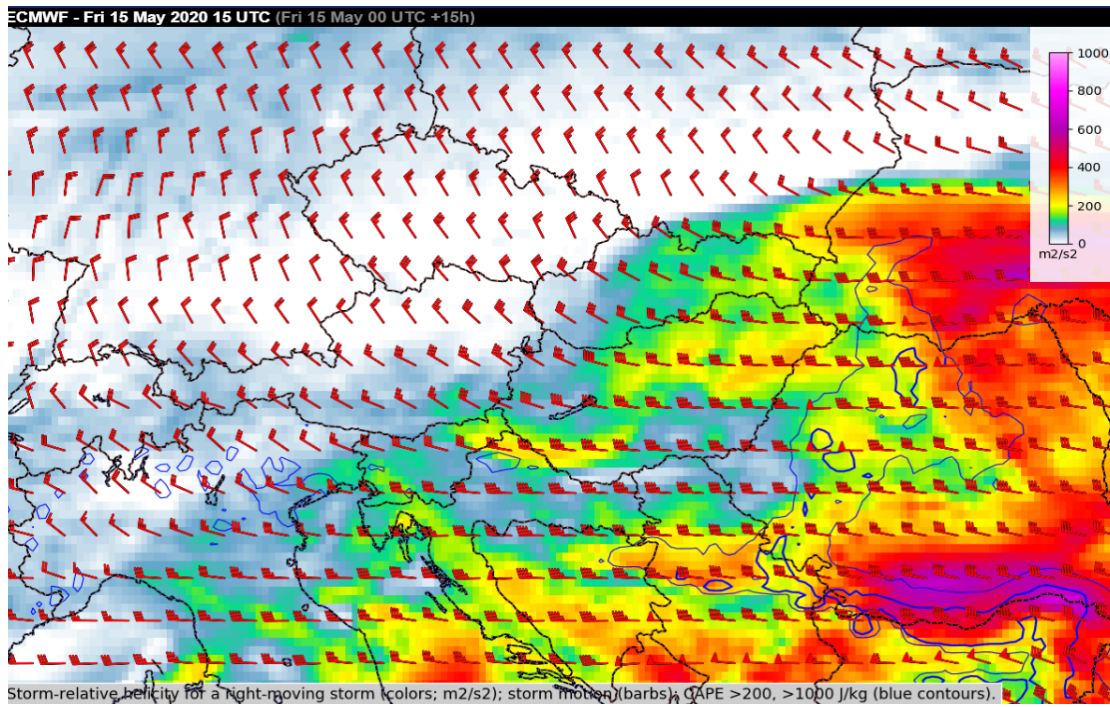 ECMWF - Fri 15 May 2020 15 UTC (Fri 15 May 00 UTC +15h)
1000
800
600
400
200
0
m2/s2
Storm-relative helicity for a right-moving storm (colors; m2/s2); storm motion (barbs); CAPE >200, >1000 J/kg (blue contours).